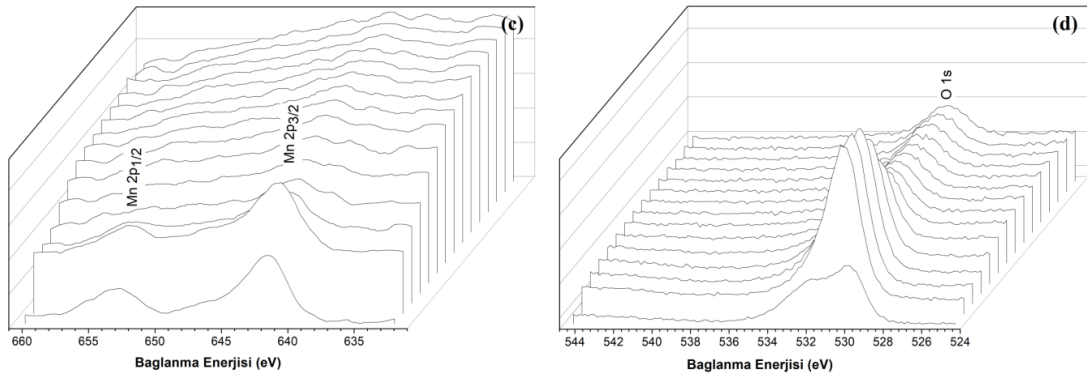 (c)
Mn 2p1/2
Mn 2p3/2
660 655 650 640 635
Baglanma Enerjisi (eV)
(d)
O 1s
544 542 540 538 536 534 532 530 528 526 524
Baglanma Enerjisi (eV)